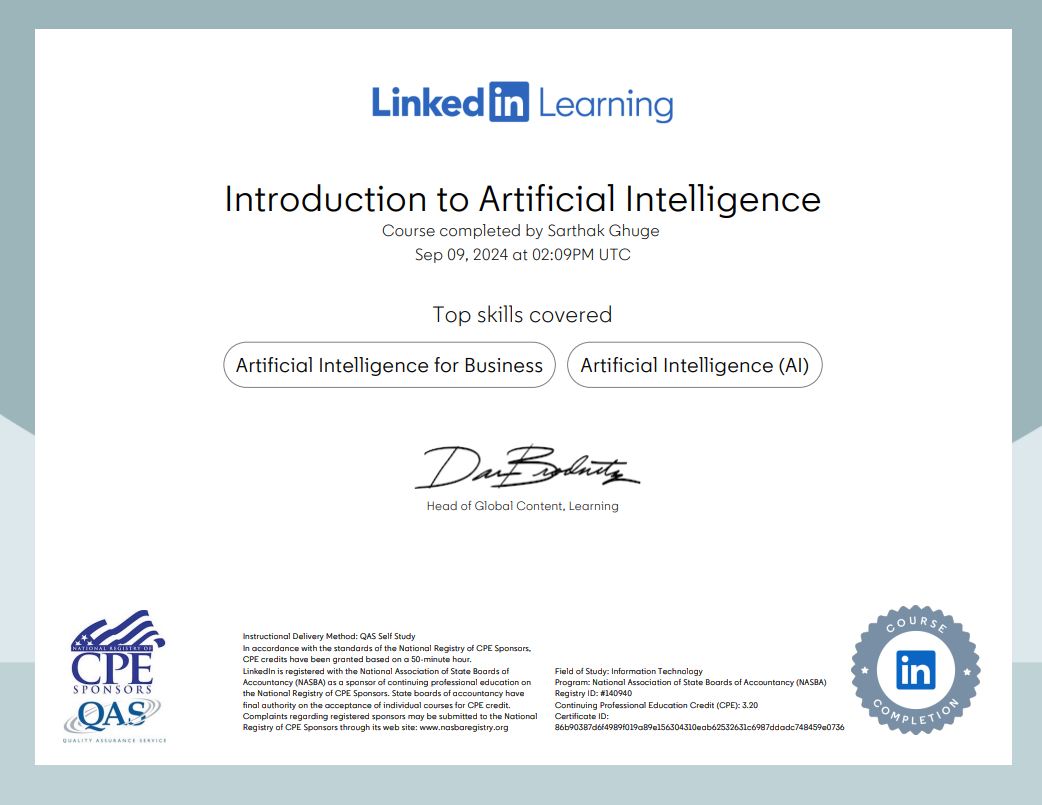 Linked in Learning
Introduction to Artificial Intelligence
Course completed by Sarthak Ghuge
Sep 09, 2024 at 02:09PM UTC
Top skills covered
Artificial Intelligence for Business
Artificial Intelligence (AI)
Dan Brodnitz
Head of Global Content, Learning
NATIONAL REGISTRY OF
CPE
SPONSORS
QAS
QUALITY ASSURANCE SERVICE
Instructional Delivery Method: QAS Self Study
In accordance with the standards of the National Registry of CPE Sponsors,
CPE credits have been granted based on a 50-minute hour.
LinkedIn is registered with the National Association of State Boards of
Accountancy (NASBA) as a sponsor of continuing professional education on
the National Registry of CPE Sponsors. State boards of accountancy have
final authority on the acceptance of individual courses for CPE credit.
Complaints regarding registered sponsors may be submitted to the National
Registry of CPE Sponsors through its web site: www.nasbaregistry.org
Field of Study: Information Technology
Program: National Association of State Boards of Accountancy (NASBA)
Registry ID: #140940
Continuing Professional Education Credit (CPE): 3.20
Certificate ID:
86b90387d6f4989f019a89e156304310eab62532631c6987ddadc748459e0736
COURSE
in
COMPLETION